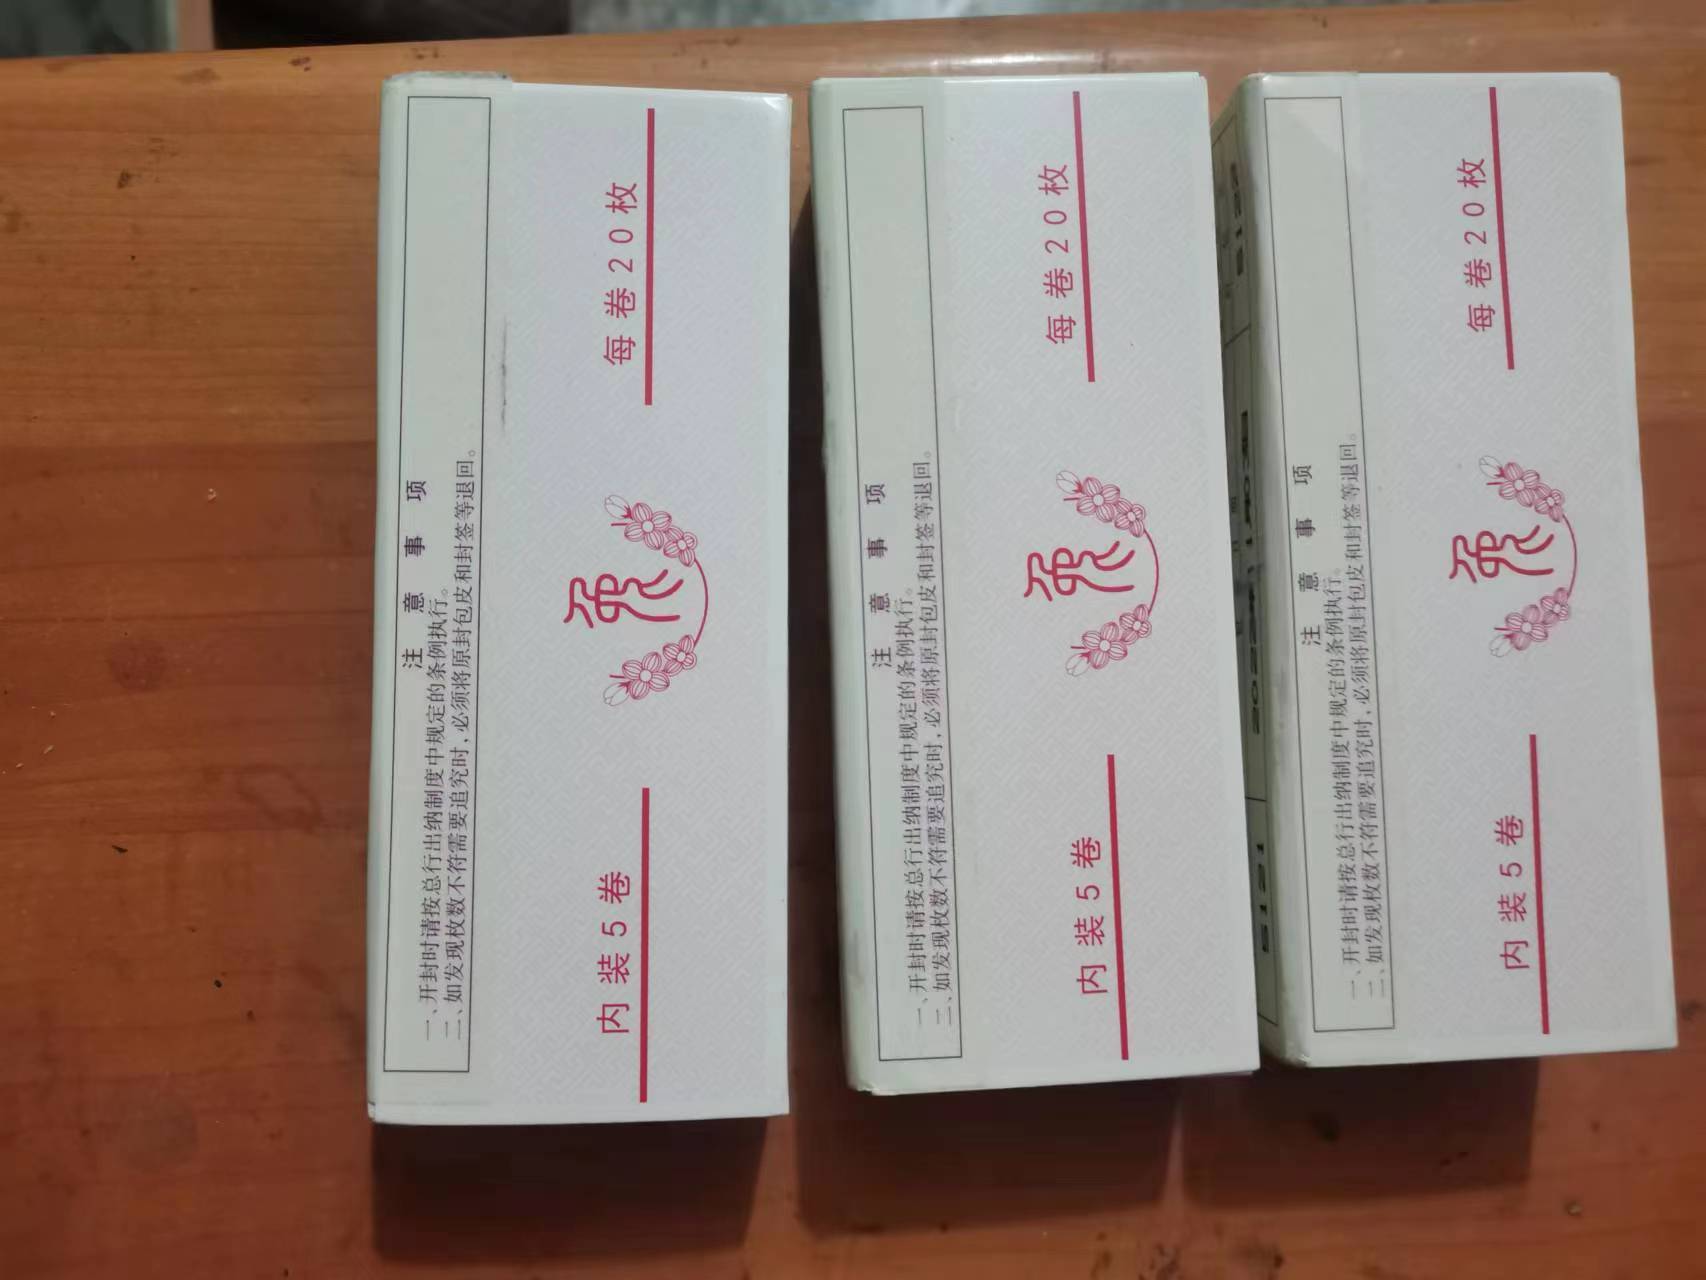 注意事项
一、开封时请按总行出纳制度中规定的条例执行。
二、如发现枚数不符需要追究时，必须将原封包皮和封签等退回。
内装5卷
兔
每卷20枚
注意事项
一、开封时请按总行出纳制度中规定的条例执行。
二、如发现枚数不符需要追究时，必须将原封包皮和封签等退回。
内装5卷
兔
每卷20枚
注意事项
一、开封时请按总行出纳制度中规定的条例执行。
二、如发现枚数不符需要追究时，必须将原封包皮和封签等退回。
内装5卷
兔
每卷20枚